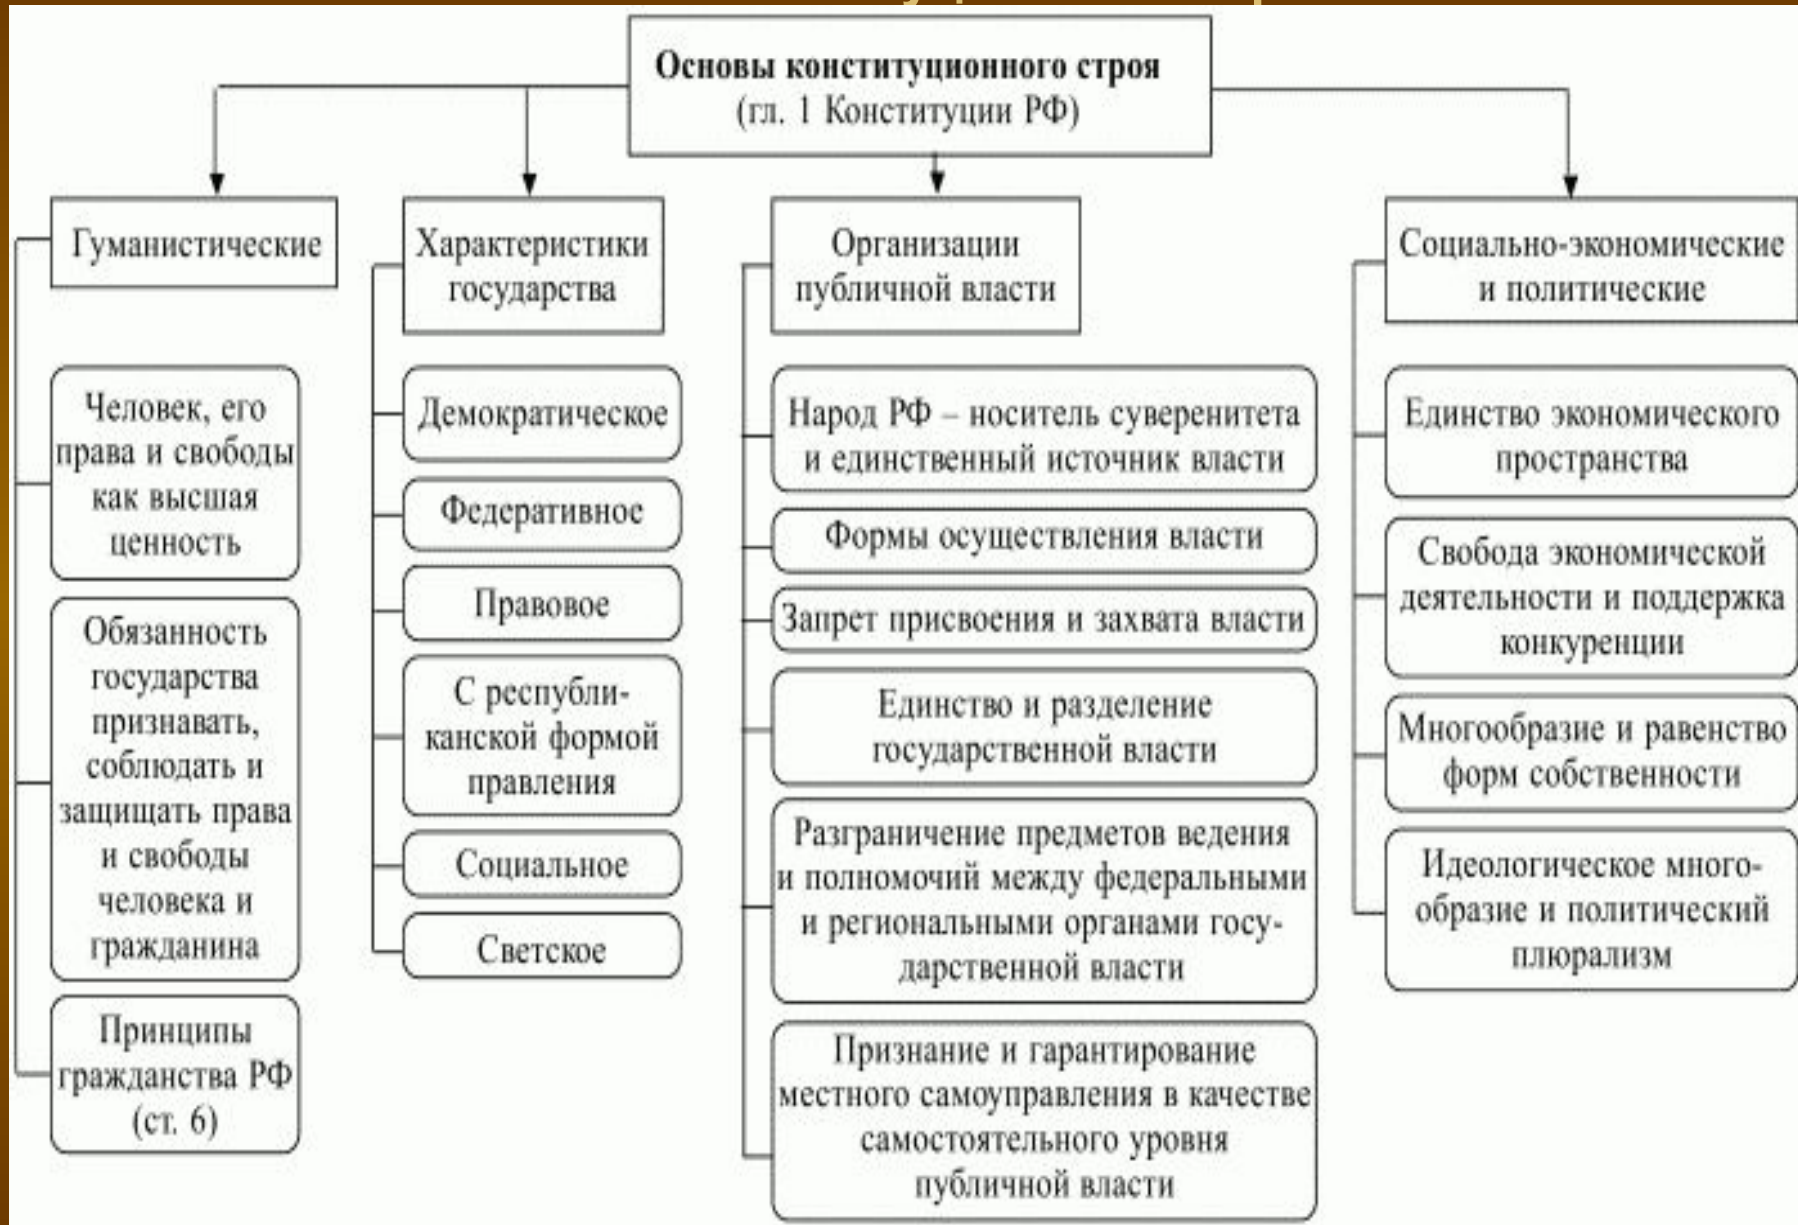 Основы конституционного строя
(гл. 1 Конституции РФ)
Гуманистические
Человек, его
права и свободы
как высшая
ценность
Обязанность
государства
признавать,
соблюдать и
защищать права
и свободы
человека и
гражданина
Принципы
гражданства РФ
(ст. 6)
Характеристики
государства
Демократическое
Федеративное
Правовое
С республи-
канской формой
правления
Социальное
Светское
Организации
публичной власти
Народ РФ – носитель суверенитета
и единственный источник власти
Формы осуществления власти
Запрет присвоения и захвата власти
Единство и разделение
государственной власти
Разграничение предметов ведения
и полномочий между федеральными
и региональными органами госу-
дарственной власти
Признание и гарантирование
местного самоуправления в качестве
самостоятельного уровня
публичной власти
Социально-экономические
и политические
Единство экономического
пространства
Свобода экономической
деятельности и поддержка
конкуренции
Многообразие и равенство
форм собственности
Идеологическое много-
образие и политический
плюрализм